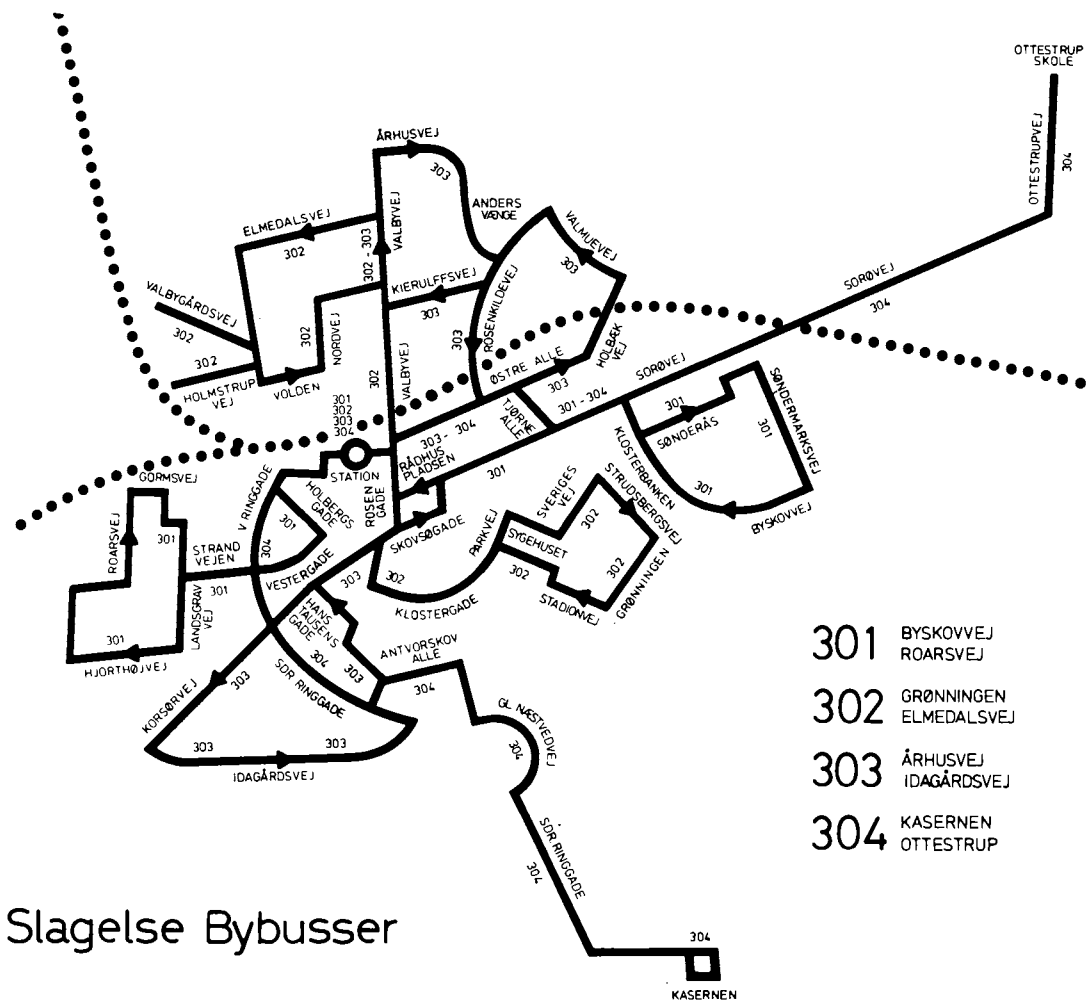 OTTESTRUP
SKOLE
OTTESTRUPVEJ
304
ÅRHUSVEJ
303
ANDERS
VÆNGE
VALMUEVEJ
303
ELMEDALSVEJ
302
302 - 303
VALBYVEJ
KIERULFFSVEJ
303
ROSENKILDEVEJ
303
SORØVEJ
304
VALBYGÅRDSVEJ
302
302
HOLMSTRUP
VEJ
VOLDEN
302
NORDVEJ
302
VALBYVEJ
ØSTRE ALLE
303
HOLBÆK
VEJ
SORØVEJ
301 - 304
TJØRNE
ALLE
301
302
303
304
STATION
303 - 304
RÅDHUS
PLADSEN
301
ROSEN
GADE
301
SØNDERÅS
SØNDERMARKSVEJ
301
KLOSTERBANKEN
301
BYSKOVVEJ
GORMSVEJ
ROARSVEJ
301
V RINGGADE
304
HOLBERGS
GADE
301
STRAND
VEJEN
301
LANDSGRAV
VEJ
301
HJORTHØJVEJ
VESTERGADE
303
SKOVSØGADE
302
KLOSTERGADE
PARKVEJ
SYGEHUSET
302
SVERIGES
VEJ
302
STRUDSBERGSVEJ
302
GRØNNINGEN
STADIONVEJ
HANS
TAUSENS
GADE
303
304
SDR RINGGADE
ANTVORSKOV
ALLE
304
KORSØRVEJ
303
303
303
IDAGÅRDSVEJ
GL NÆSTVEDVEJ
304
SDR RINGGADE
304
304
KASERNEN
301 BYSKOVVEJ
ROARSVEJ
302 GRØNNINGEN
ELMEDALSVEJ
303 ÅRHUSVEJ
IDAGÅRDSVEJ
304 KASERNEN
OTTESTRUP
Slagelse Bybusser